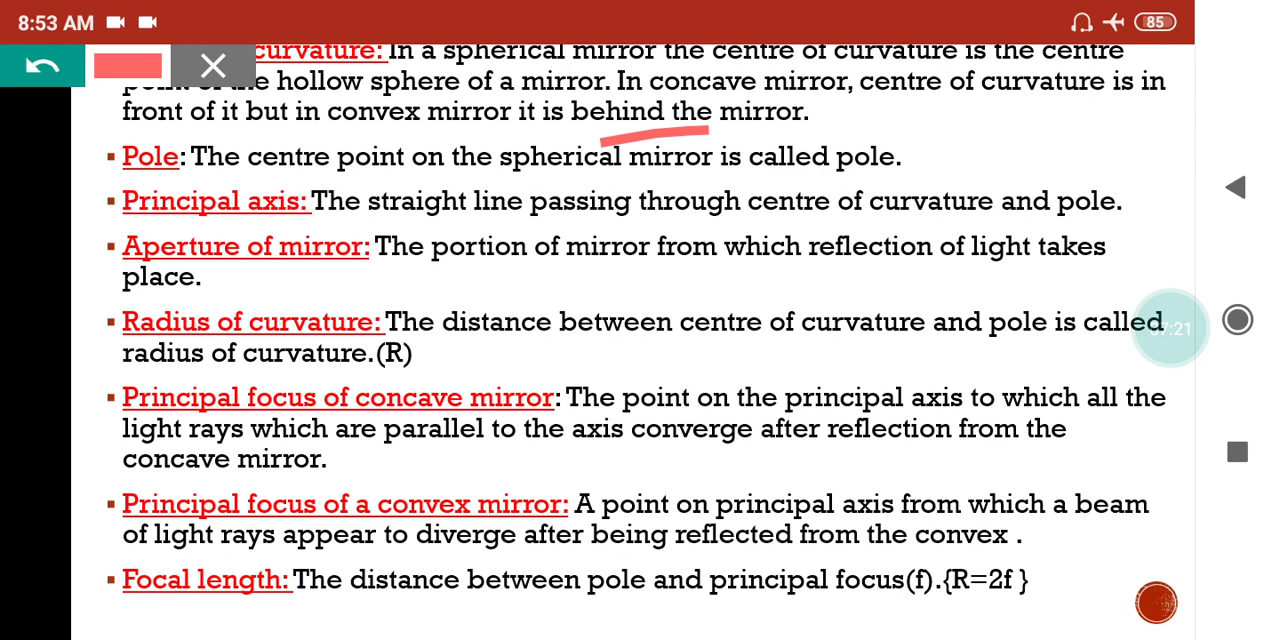 8:53 AM
85
curvature: In a spherical mirror the centre of curvature is the centre
point of the hollow sphere of a mirror. In concave mirror, centre of curvature is in
front of it but in convex mirror it is behind the mirror.
▪ Pole: The centre point on the spherical mirror is called pole.
▪ Principal axis: The straight line passing through centre of curvature and pole.
▪ Aperture of mirror: The portion of mirror from which reflection of light takes
place.
▪ Radius of curvature: The distance between centre of curvature and pole is called
07:21
radius of curvature.(R)
▪ Principal focus of concave mirror: The point on the principal axis to which all the
light rays which are parallel to the axis converge after reflection from the
concave mirror.
▪ Principal focus of a convex mirror: A point on principal axis from which a beam
of light rays appear to diverge after being reflected from the convex .
▪ Focal length: The distance between pole and principal focus(f).{R=2f }